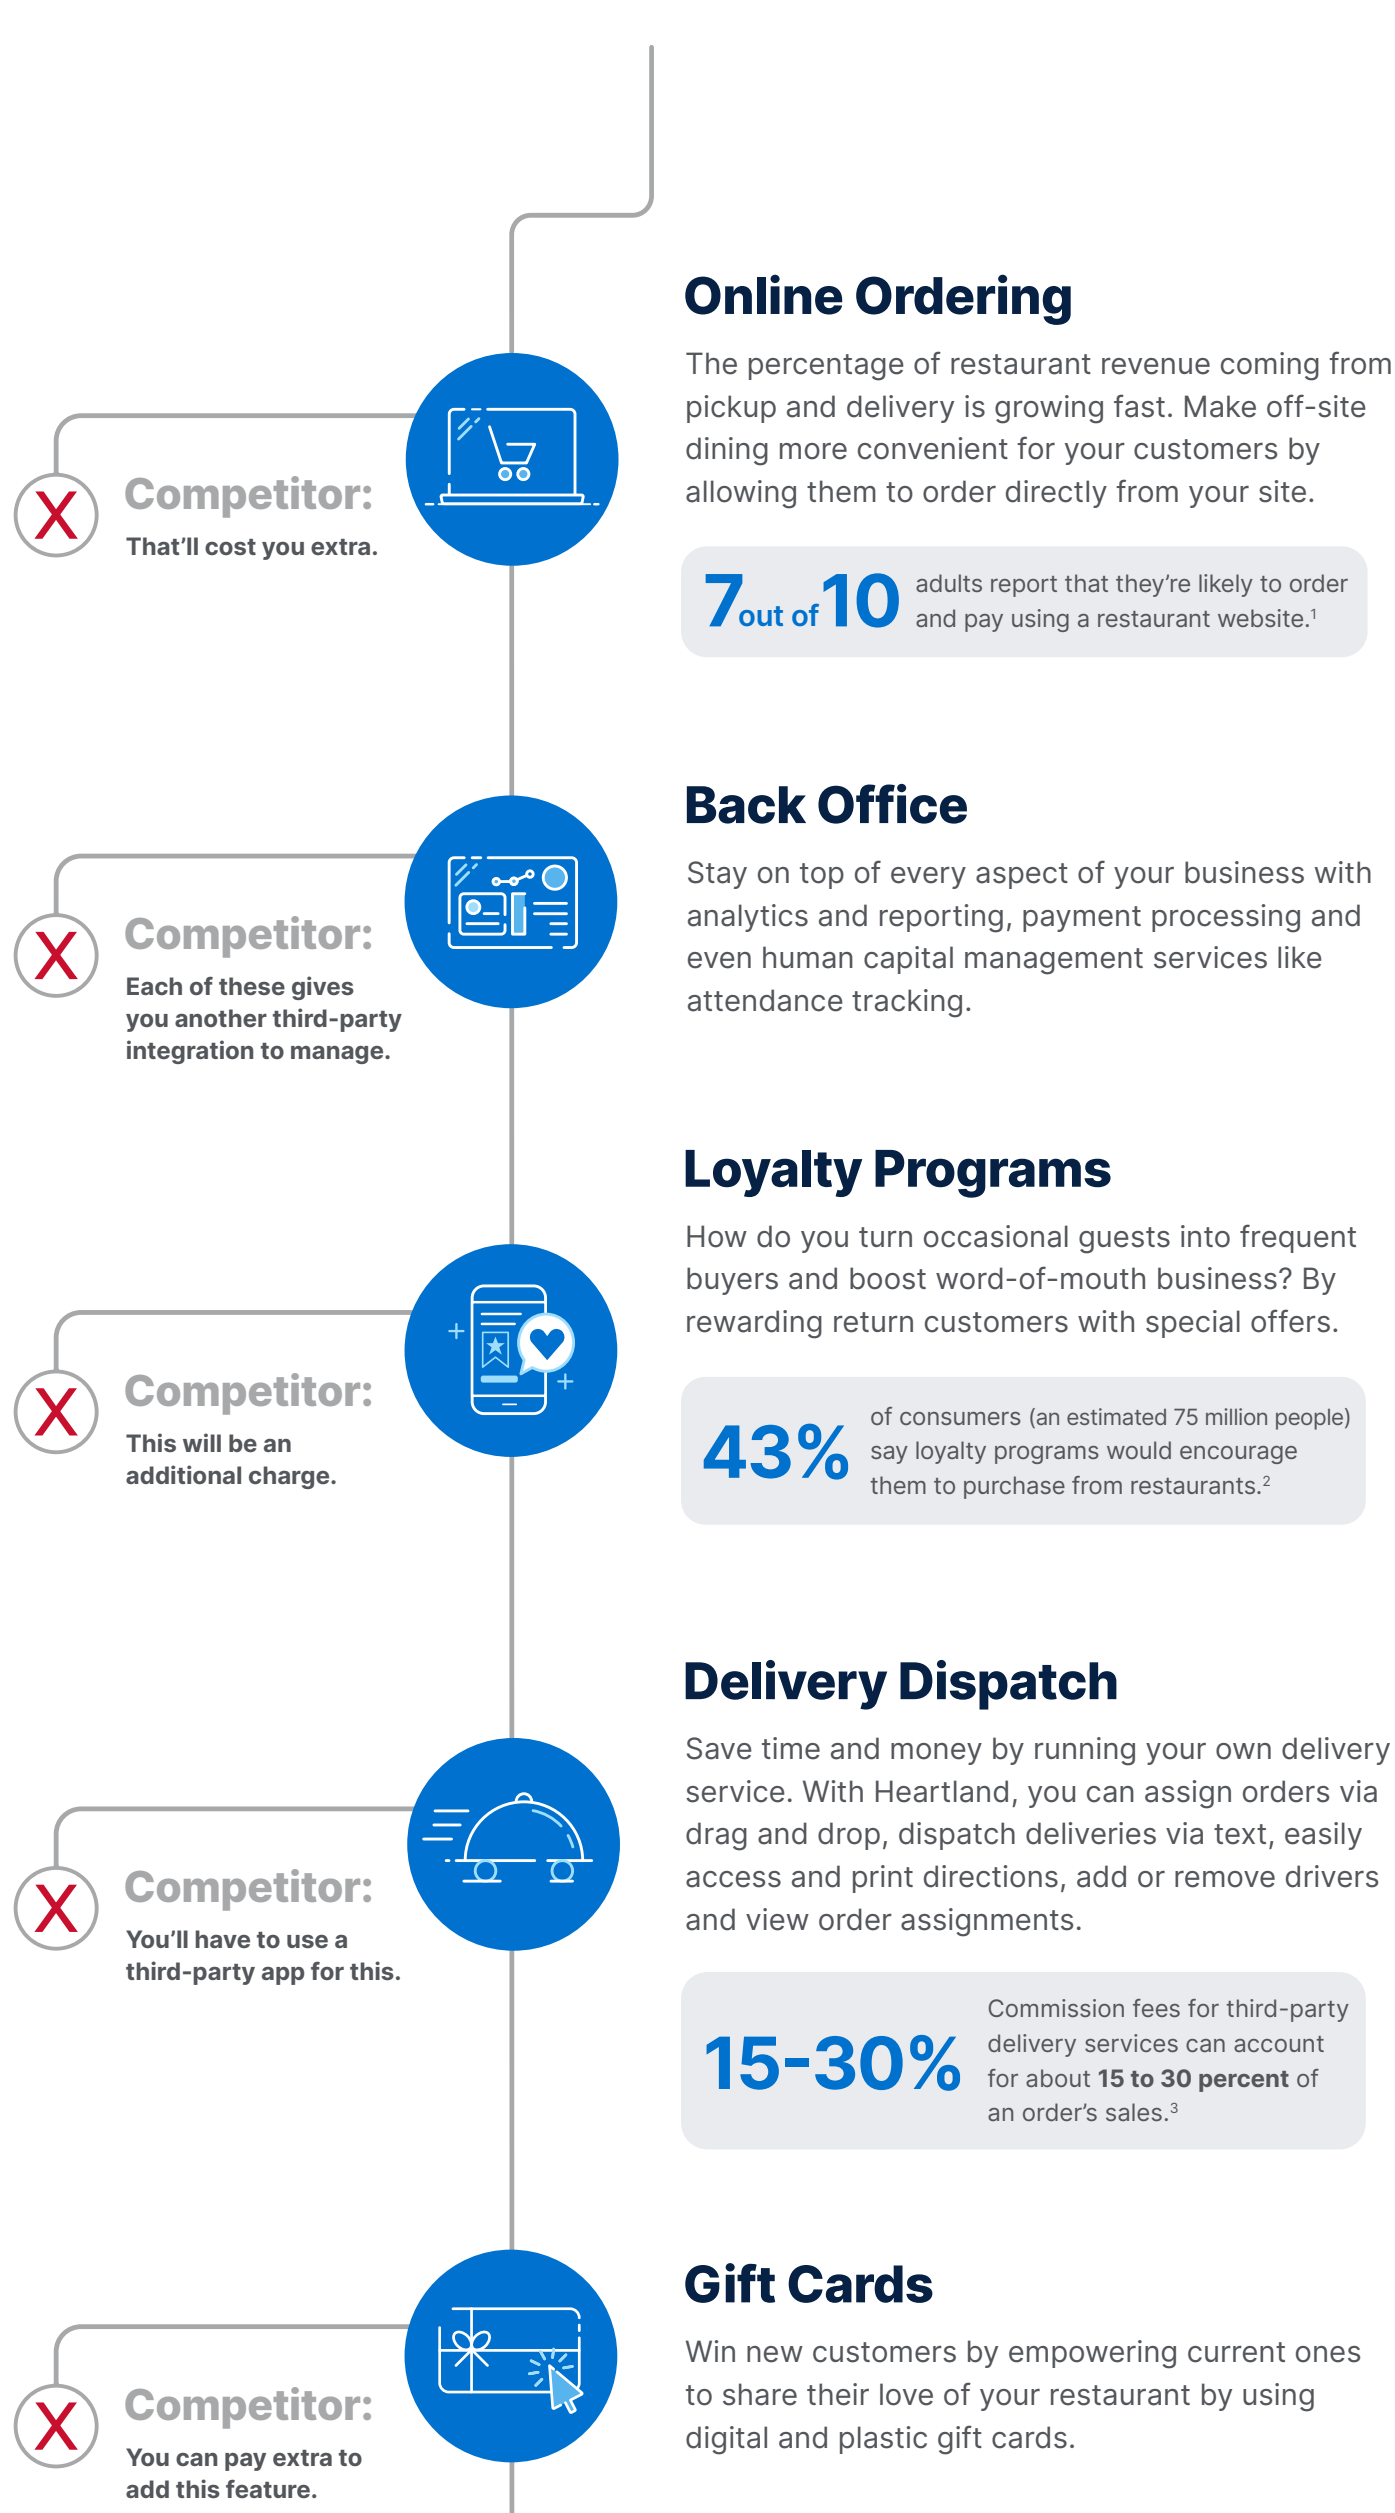 Online Ordering
The percentage of restaurant revenue coming from
pickup and delivery is growing fast. Make off-site
dining more convenient for your customers by
allowing them to order directly from your site.
X
Competitor:
That’ll cost you extra.
7 out of 10
adults report that they’re likely to order
and pay using a restaurant website.¹
Back Office
Stay on top of every aspect of your business with
analytics and reporting, payment processing and
even human capital management services like
attendance tracking.
X
Competitor:
Each of these gives
you another third-party
integration to manage.
Loyalty Programs
How do you turn occasional guests into frequent
buyers and boost word-of-mouth business? By
rewarding return customers with special offers.
X
Competitor:
This will be an
additional charge.
43%
of consumers (an estimated 75 million people)
say loyalty programs would encourage
them to purchase from restaurants.²
Delivery Dispatch
Save time and money by running your own delivery
service. With Heartland, you can assign orders via
drag and drop, dispatch deliveries via text, easily
access and print directions, add or remove drivers
and view order assignments.
X
Competitor:
You’ll have to use a
third-party app for this.
15-30%
Commission fees for third-party
delivery services can account
for about 15 to 30 percent of
an order’s sales.³
Gift Cards
Win new customers by empowering current ones
to share their love of your restaurant by using
digital and plastic gift cards.
X
Competitor:
You can pay extra to
add this feature.